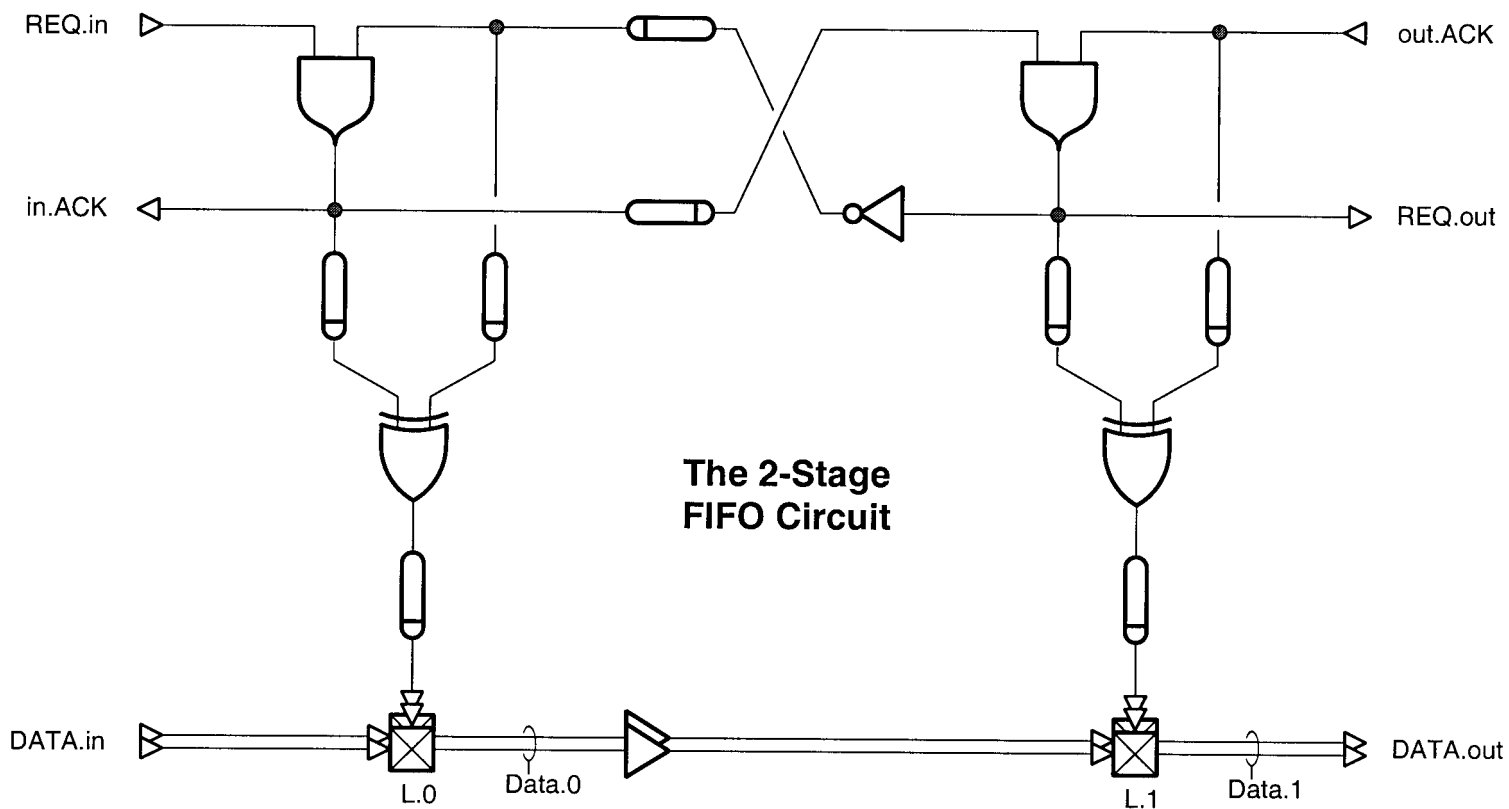 REQ.in
out.ACK
in.ACK
REQ.out
The 2-Stage
FIFO Circuit
DATA.in
DATA.out
Data.0
Data.1
L.0
L.1